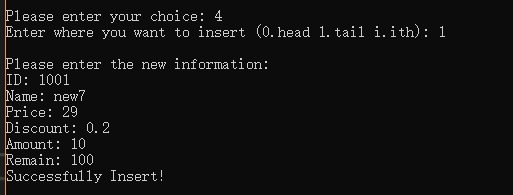 Please enter your choice: 4
Enter where you want to insert (0.head 1.tail i.ith): 1
Please enter the new information:
ID: 1001
Name: new7
Price: 29
Discount: 0.2
Amount: 10
Remain: 100
Successfully Insert!